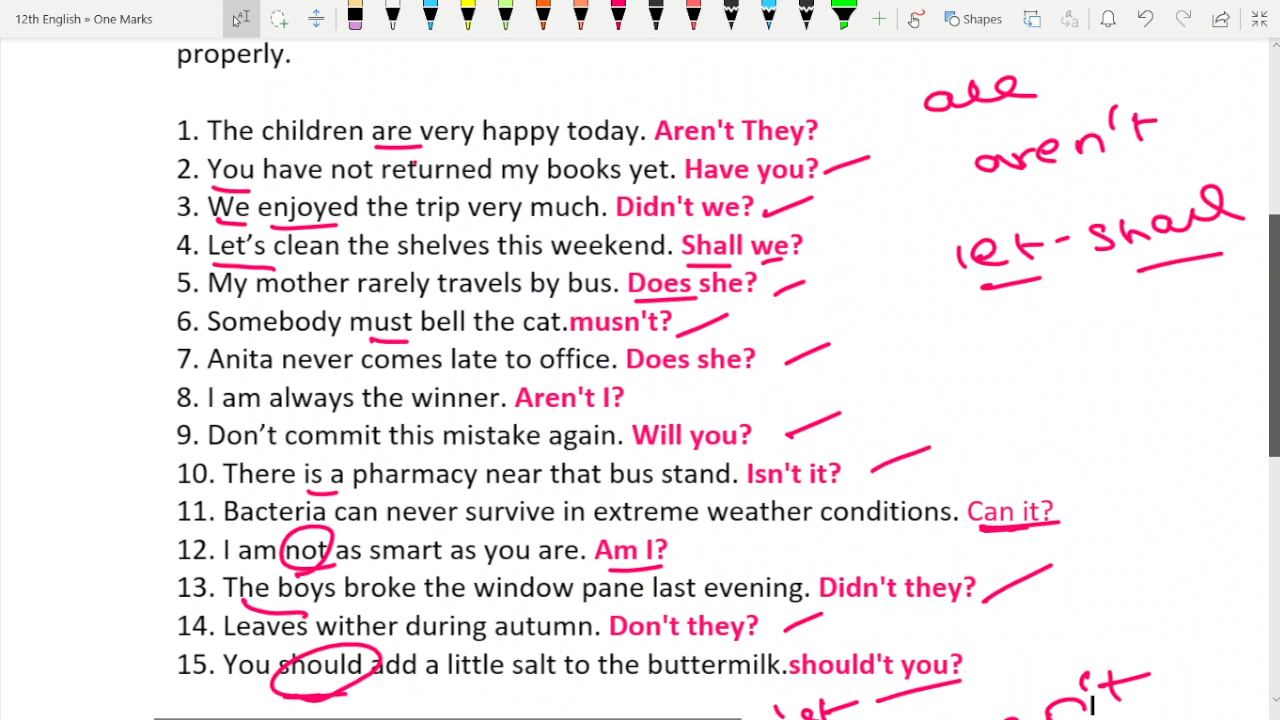 12th English » One Marks
Shapes
properly.
all
1. The children are very happy today. Aren't They?
aren't
2. You have not returned my books yet. Have you?
3. We enjoyed the trip very much. Didn't we?
4. Let's clean the shelves this weekend. Shall we?
let - shall
5. My mother rarely travels by bus. Does she?
6. Somebody must bell the cat.musn't?
7. Anita never comes late to office. Does she?
8. I am always the winner. Aren't I?
9. Don't commit this mistake again. Will you?
10. There is a pharmacy near that bus stand. Isn't it?
11. Bacteria can never survive in extreme weather conditions. Can it?
12. I am not as smart as you are. Am I?
13. The boys broke the window pane last evening. Didn't they?
14. Leaves wither during autumn. Don't they?
15. You should add a little salt to the buttermilk.should't you?